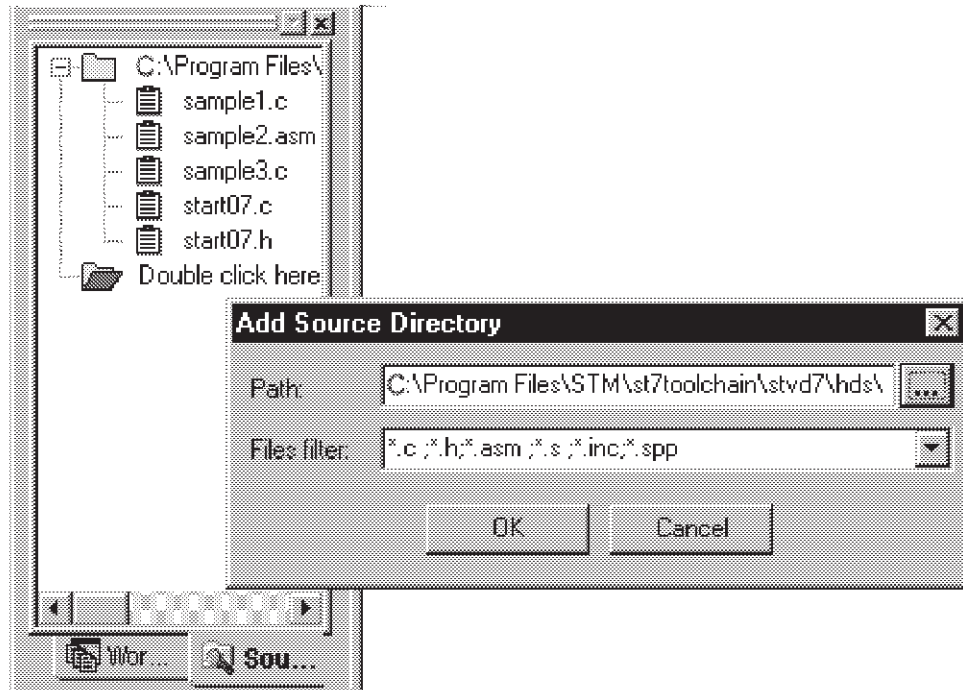 C:\Program Files\
sample1.c
sample2.asm
sample3.c
start07.c
start07.h
Double click here
Add Source Directory
Path: C:\Program Files\STM\st7toolchain\stvd7\hds\ ...
Files filter: *.c ;*.h;*.asm ;*.s ;*.inc;*.spp
OK Cancel
Wor... Sou...